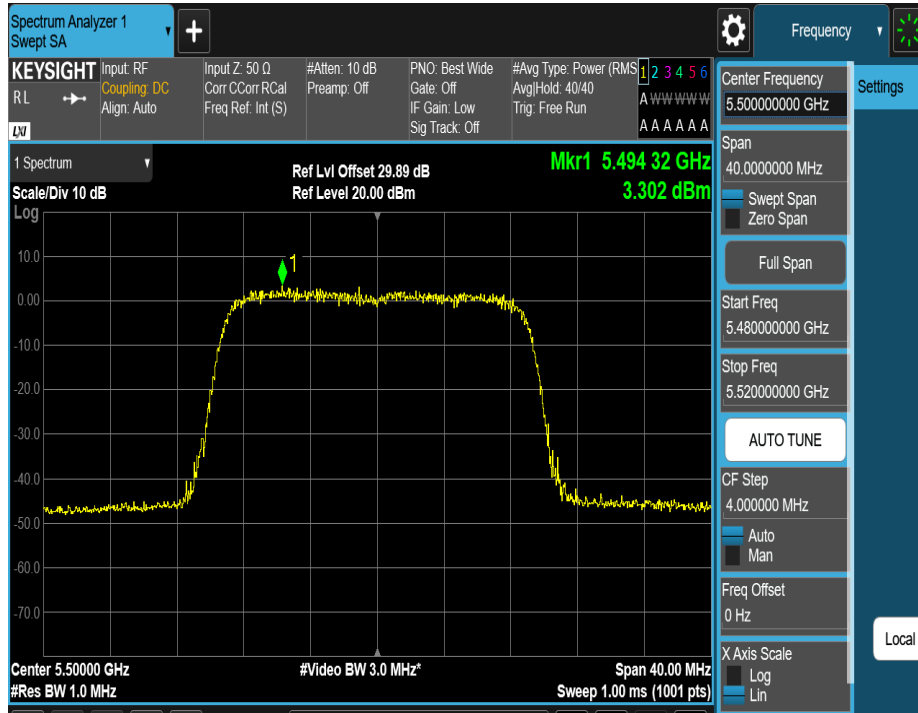 Spectrum Analyzer 1
Swept SA
Frequency
KEYSIGHT
R L
LXI
Input: RF
Coupling: DC
Align: Auto
Input Z: 50 Ω
Corr CCorr RCal
Freq Ref: Int (S)
#Atten: 10 dB
Preamp: Off
PNO: Best Wide
Gate: Off
IF Gain: Low
Sig Track: Off
#Avg Type: Power (RMS
Avg|Hold: 40/40
Trig: Free Run
1 2 3 4 5 6
A W W W W W
A A A A A A
1 Spectrum
Scale/Div 10 dB
Log
Ref Lvl Offset 29.89 dB
Ref Level 20.00 dBm
Mkr1 5.494 32 GHz
3.302 dBm
1
10.0
0.00
-10.0
-20.0
-30.0
-40.0
-50.0
-60.0
-70.0
Center 5.50000 GHz
#Res BW 1.0 MHz
#Video BW 3.0 MHz*
Span 40.00 MHz
Sweep 1.00 ms (1001 pts)
Center Frequency
5.50000000 GHz
Span
40.0000000 MHz
Swept Span
Zero Span
Full Span
Start Freq
5.480000000 GHz
Stop Freq
5.520000000 GHz
AUTO TUNE
CF Step
4.000000 MHz
Auto
Man
Freq Offset
0 Hz
X Axis Scale
Log
Lin
Settings
Local